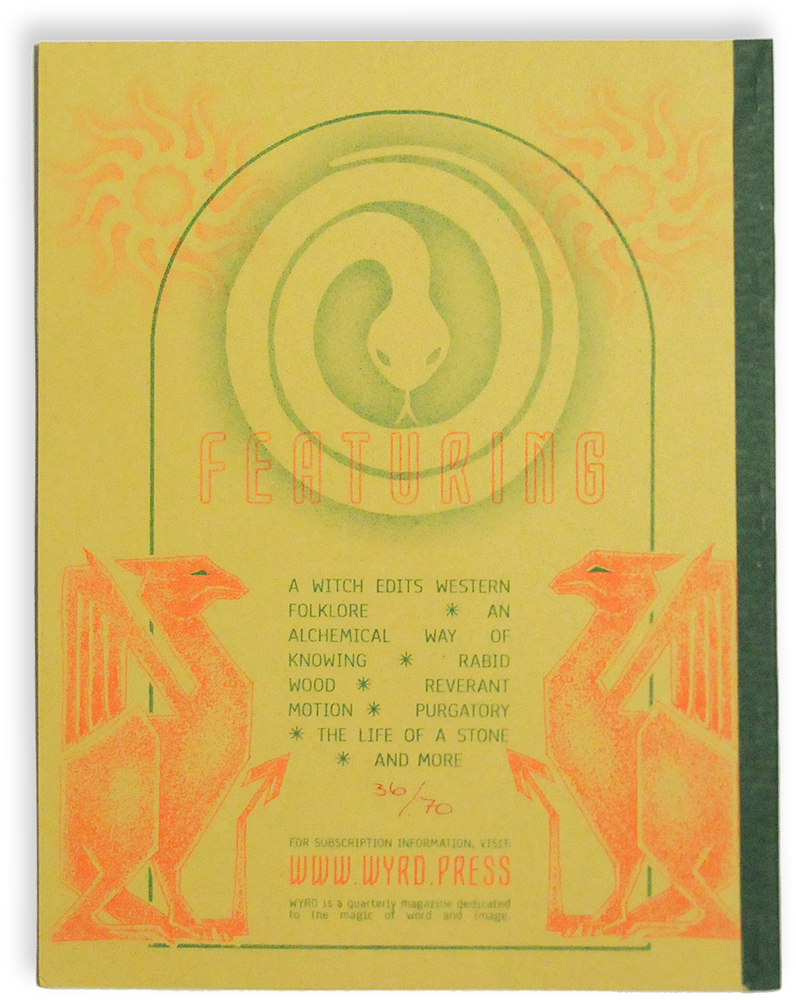 FEATURING
A WITCH EDITS WESTERN
FOLKLORE * AN
ALCHEMICAL WAY OF
KNOWING * RABID
WOOD * REVERANT
MOTION * PURGATORY
* THE LIFE OF A STONE
* AND MORE
36/70
FOR SUBSCRIPTION INFORMATION, VISIT:
WWW.WYRD.PRESS
WYRD is a quarterly magazine dedicated
to the magic of word and image.